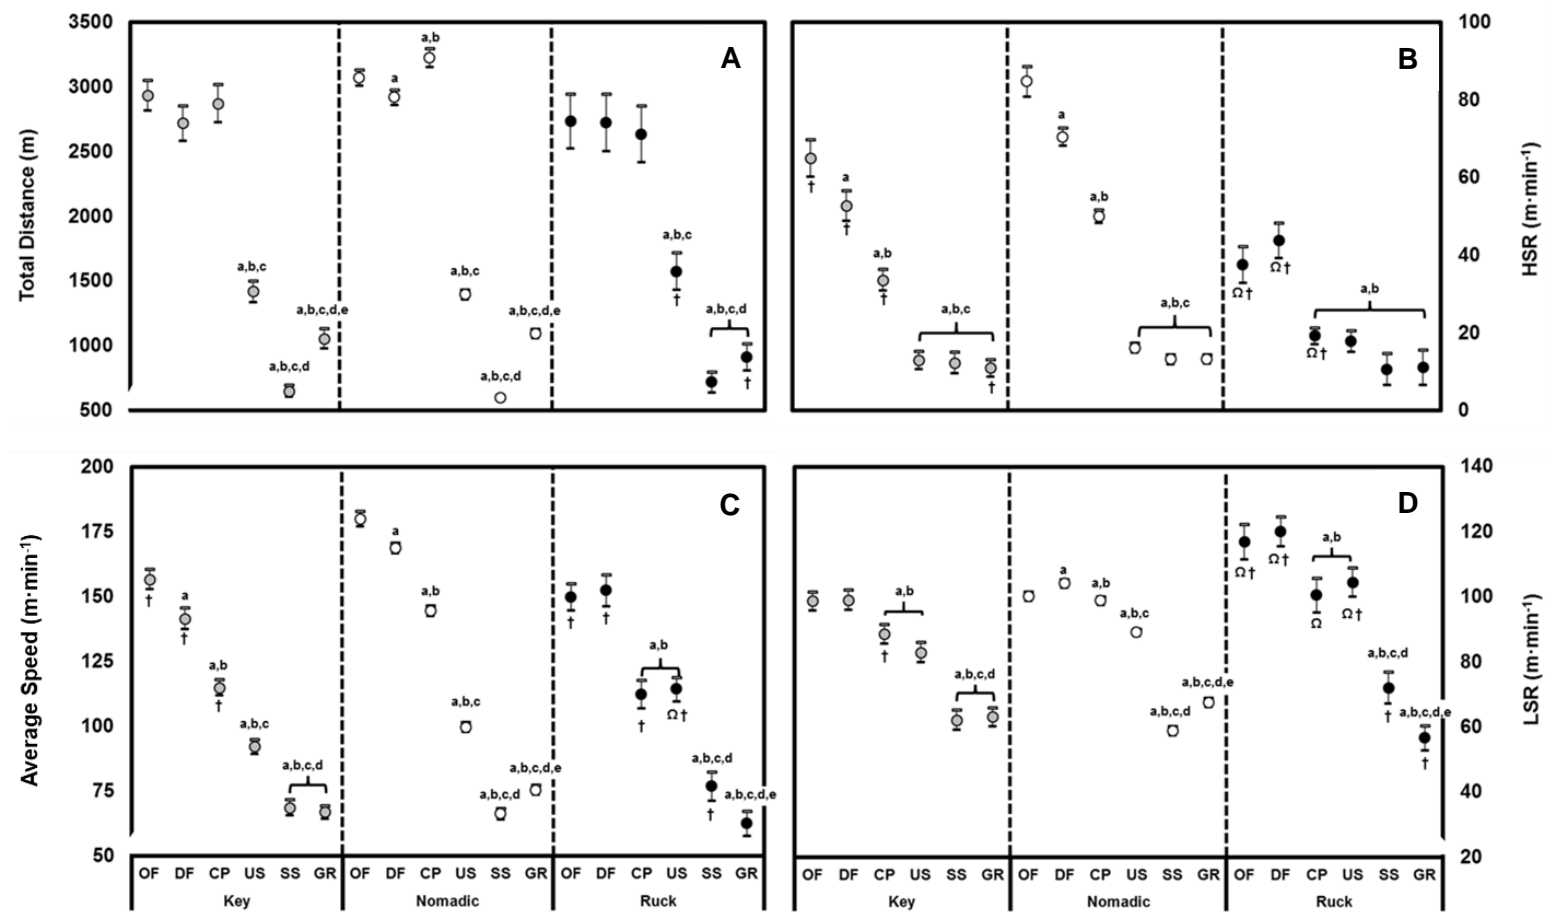 A
Total Distance (m)
3500
3000
2500
2000
1500
1000
500
a
a,b
a,b,c
a,b,c,d
a,b,c,d,e
a,b,c
a,b,c,d
a,b,c,d,e
a,b,c
†
a,b,c,d
†
B
HSR (m·min-1)
100
80
60
40
20
0
†
a
†
a,b
†
a,b,c
†
a
a,b
a,b,c
Ω†
Ω†
a,b
Ω†
C
Average Speed (m·min-1)
200
175
150
125
100
75
50
†
a
†
a,b
†
a,b,c
a,b,c,d
a
a,b
a,b,c
a,b,c,d
a,b,c,d,e
†
†
a,b
†
Ω†
a,b,c,d
†
a,b,c,d,e
OF DF CP US SS GR OF DF CP US SS GR OF DF CP US SS GR
Key Nomadic Ruck
D
LSR (m·min-1)
140
120
100
80
60
40
20
a,b
†
a,b,c,d
a
a,b
a,b,c
a,b,c,d
a,b,c,d,e
Ω†
Ω†
a,b
Ω
Ω†
a,b,c,d
†
a,b,c,d,e
†
OF DF CP US SS GR OF DF CP US SS GR OF DF CP US SS GR
Key Nomadic Ruck